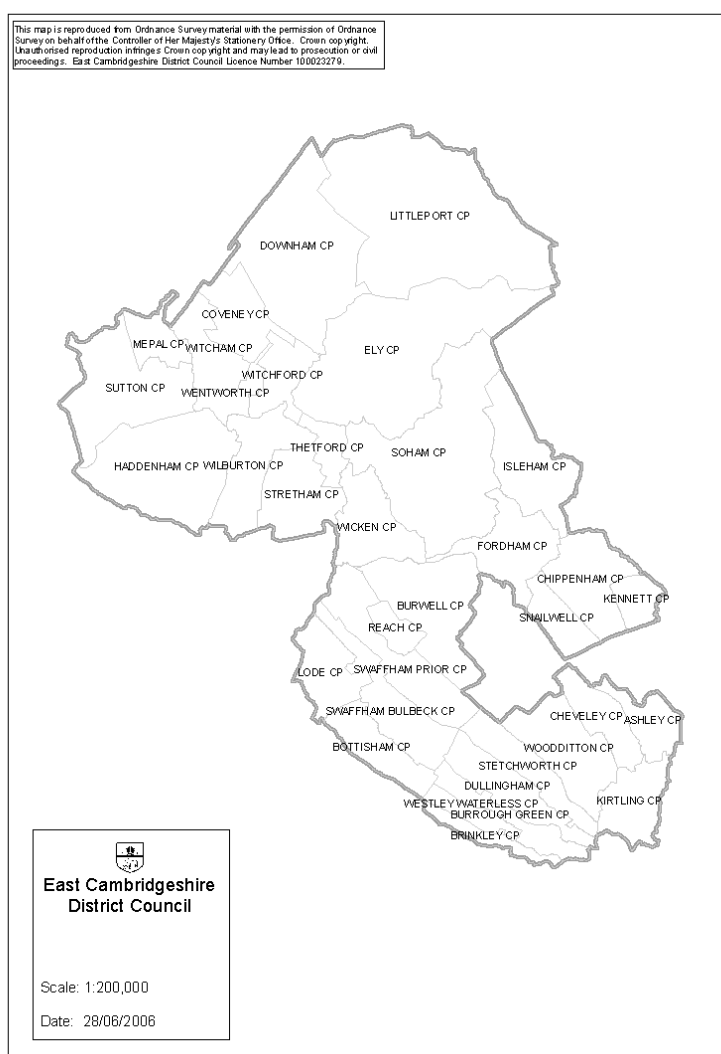 This map is reproduced from Ordnance Survey material with the permission of Ordnance
Survey on behalf of the Controller of Her Majesty's Stationery Office. Crown copyright.
Unauthorised reproduction infringes Crown copyright and may lead to prosecution or civil
proceedings. East Cambridgeshire District Council Licence Number 100023279.
LITTLEPORT CP
DOWNHAM CP
COVENEY CP
MEPAL CP
WITCHAM CP
ELY CP
WITCHFORD CP
SUTTON CP
WENTWORTH CP
THETFORD CP
SOHAM CP
HADDENHAM CP
WILBURTON CP
ISLEHAM CP
STRETHAM CP
WICKEN CP
FORDHAM CP
CHIPPENHAM CP
KENNETT CP
BURWELL CP
SNAILWELL CP
REACH CP
LODE CP
SWAFFHAM PRIOR CP
SWAFFHAM BULBECK CP
CHEVELEY CP
ASHLEY CP
BOTTISHAM CP
WOODDITTON CP
STETCHWORTH CP
DULLINGHAM CP
KIRTLING CP
WESTLEY WATERLESS CP
BURROUGH GREEN CP
BRINKLEY CP
East Cambridgeshire
District Council
Scale: 1:200,000
Date: 28/06/2006